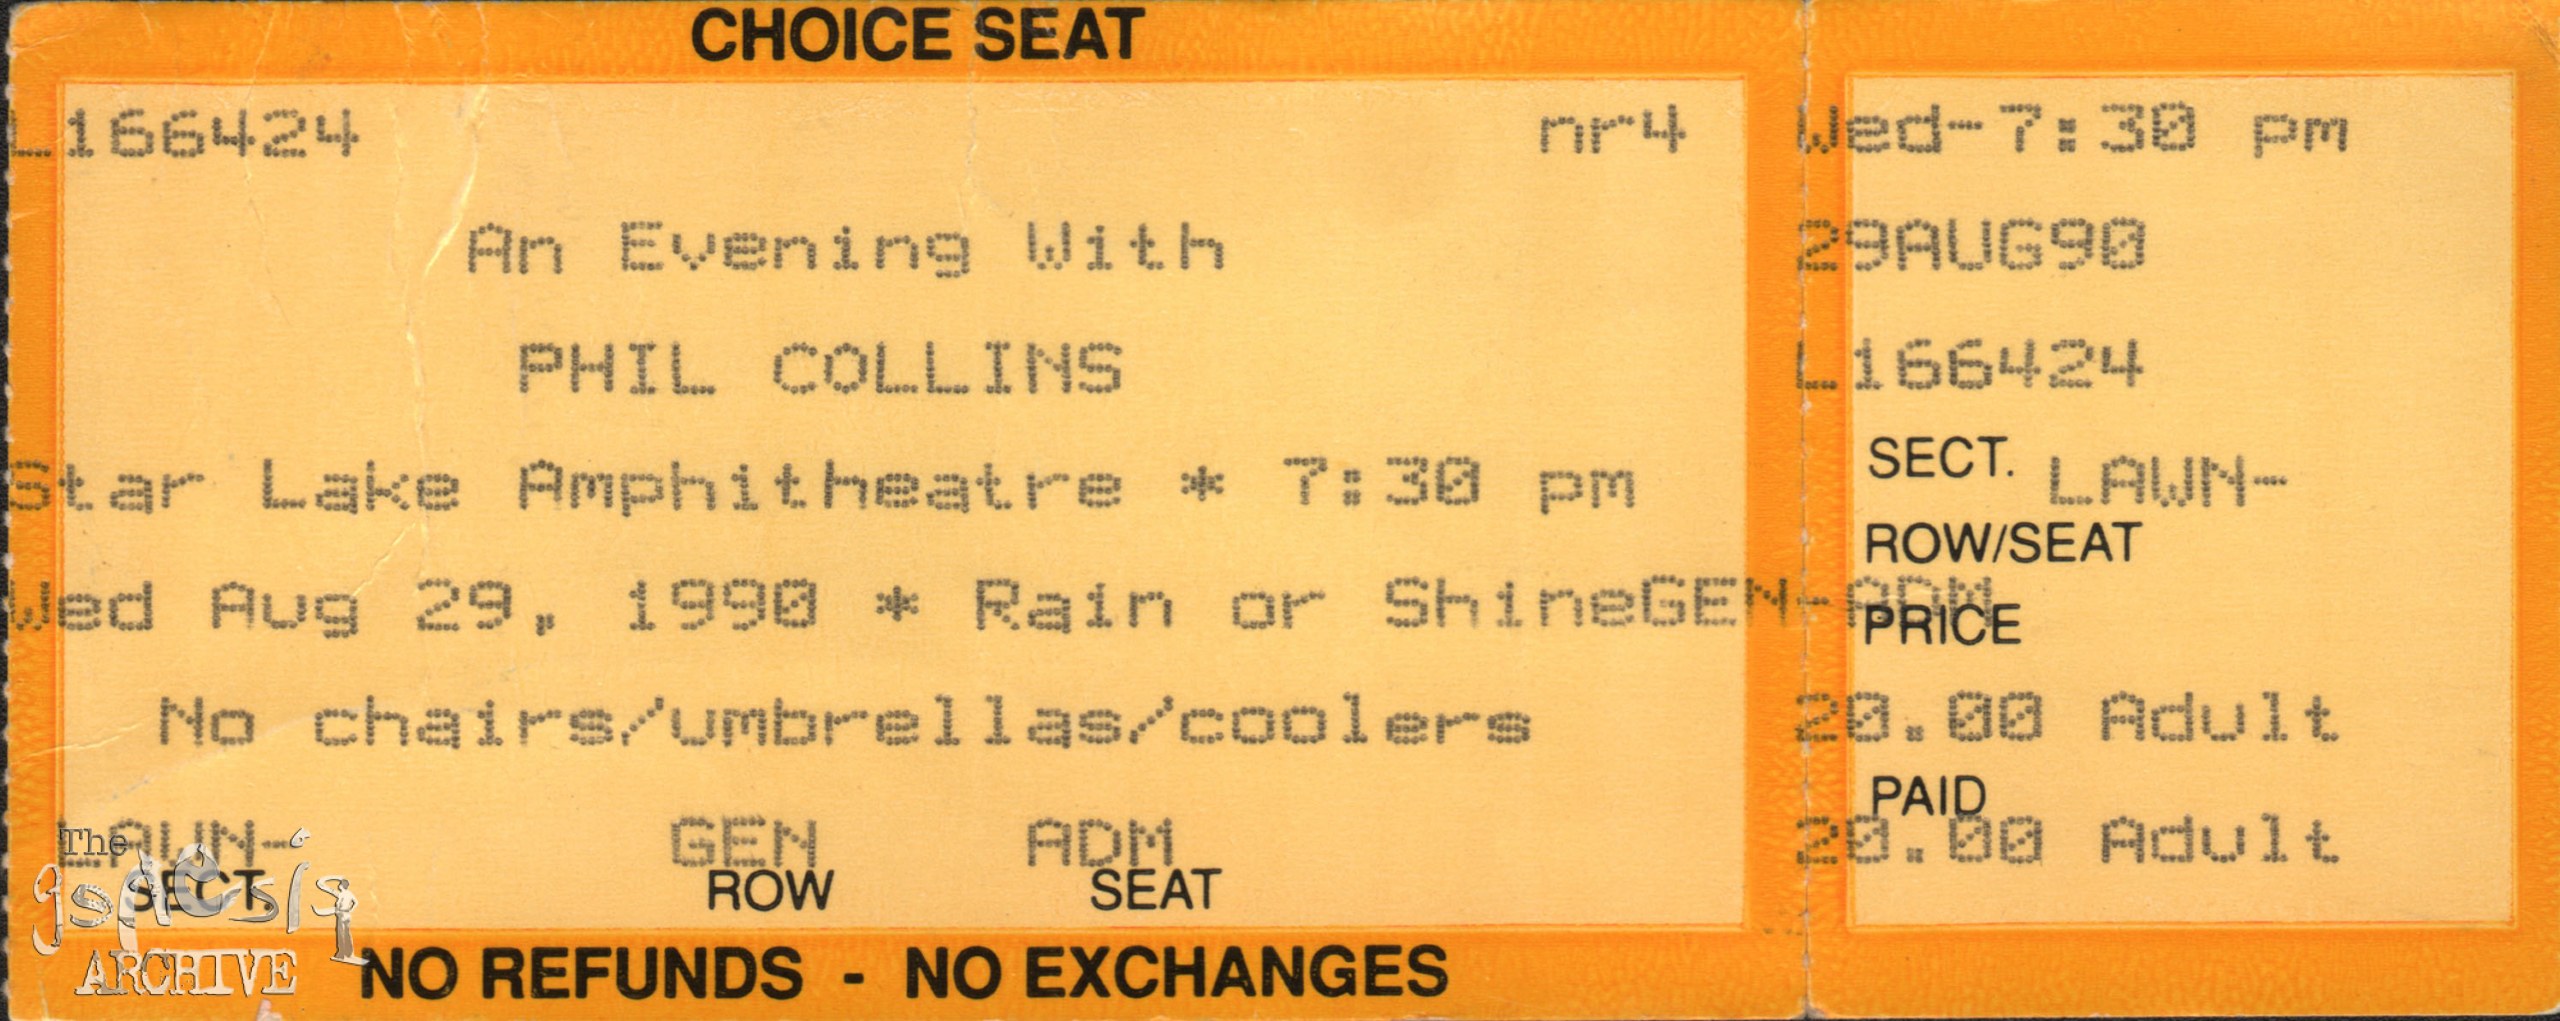 CHOICE SEAT
L166424 nr4
An Evening With
PHIL COLLINS
Star Lake Amphitheatre * 7:30 pm
Wed Aug 29, 1990 * Rain or ShineGEN-ADM
No chairs/umbrellas/coolers
LAWN- GEN ADM
SECT. ROW SEAT
NO REFUNDS - NO EXCHANGES
Wed-7:30 pm
29AUG90
L166424
SECT. LAWN-
ROW/SEAT
PRICE
20.00 Adult
PAID
20.00 Adult
The
genesis
ARCHIVE